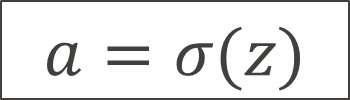 a = σ(z)